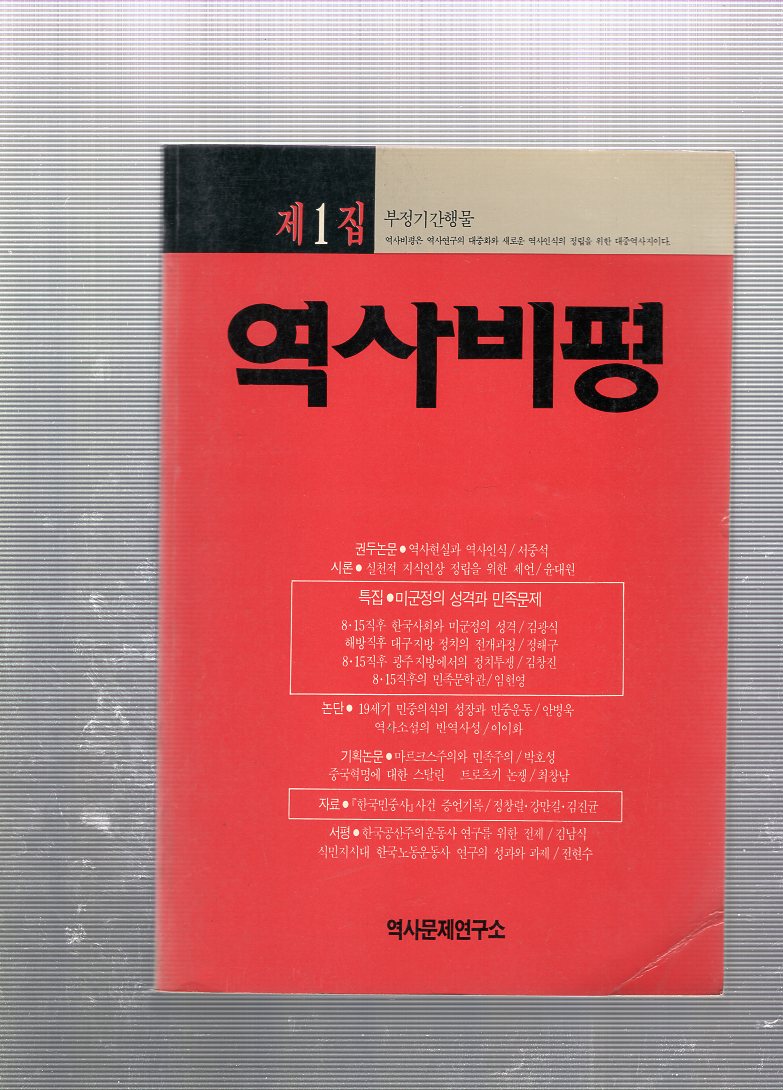 제1집
부정기간행물
역사비평은 역사연구의 대중화와 새로운 역사인식의 정립을 위한 대중역사지이다.
역사비평
권두논문●역사현실과 역사인식/서중석
시론●실천적 지식인상 정립을 위한 제언/윤대원
특집●미군정의 성격과 민족문제
8·15직후 한국사회와 미군정의 성격/김광식
해방직후 대구지방 정치의 전개과정/정해구
8·15직후 광주지방에서의 정치투쟁/김창진
8·15직후의 민족문학관/임헌영
논단●19세기 민중의식의 성장과 민중운동/안병욱
역사소설의 반역사성/이이화
기획논문●마르크스주의와 민족주의/박호성
중국혁명에 대한 스탈린 트로츠키 논쟁/최창남
자료●『한국민중사』사건 증언기록/정창렬·강만길·김진균
서평●한국공산주의운동사 연구를 위한 전제/김남식
식민지시대 한국노동운동사 연구의 성과와 과제/전현수
역사문제연구소